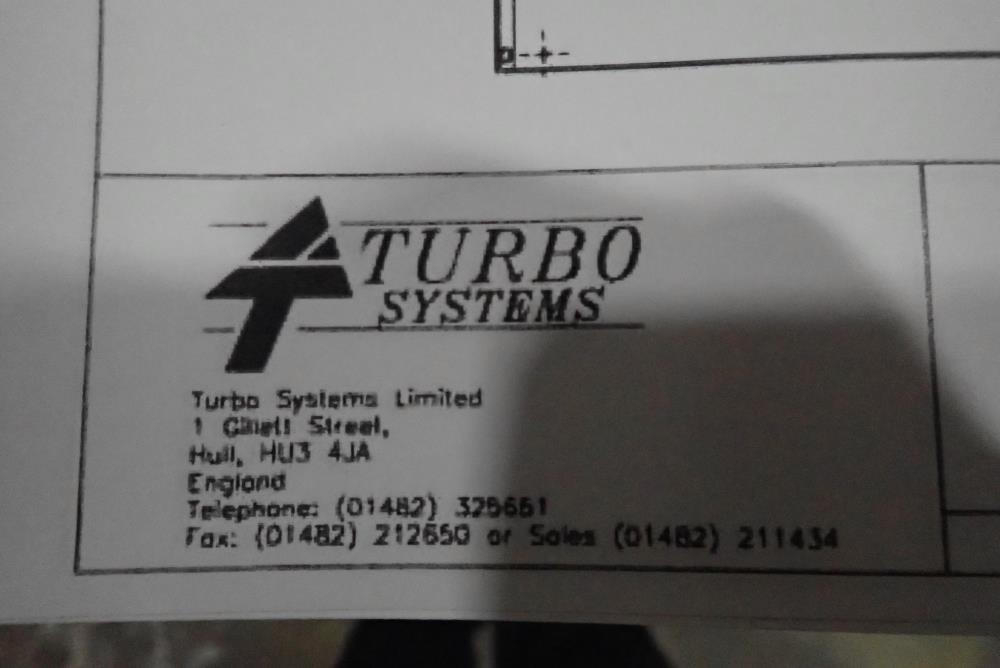 TURBO
SYSTEMS
Turbo Systems Limited
1 Gillett Street,
Hull, HU3 4JA
England
Telephone: (01482) 325651
Fax: (01482) 212650 or Sales (01482) 211434